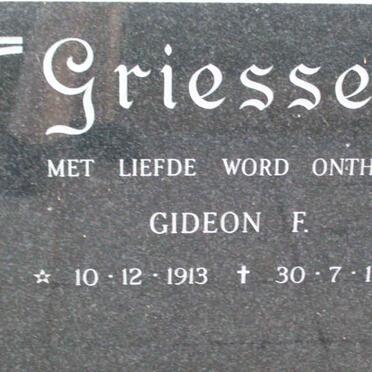 Griesse
MET LIEFDE WORD ONTH
GIDEON F.
☆ 10·12·1913 ✝ 30·7·1